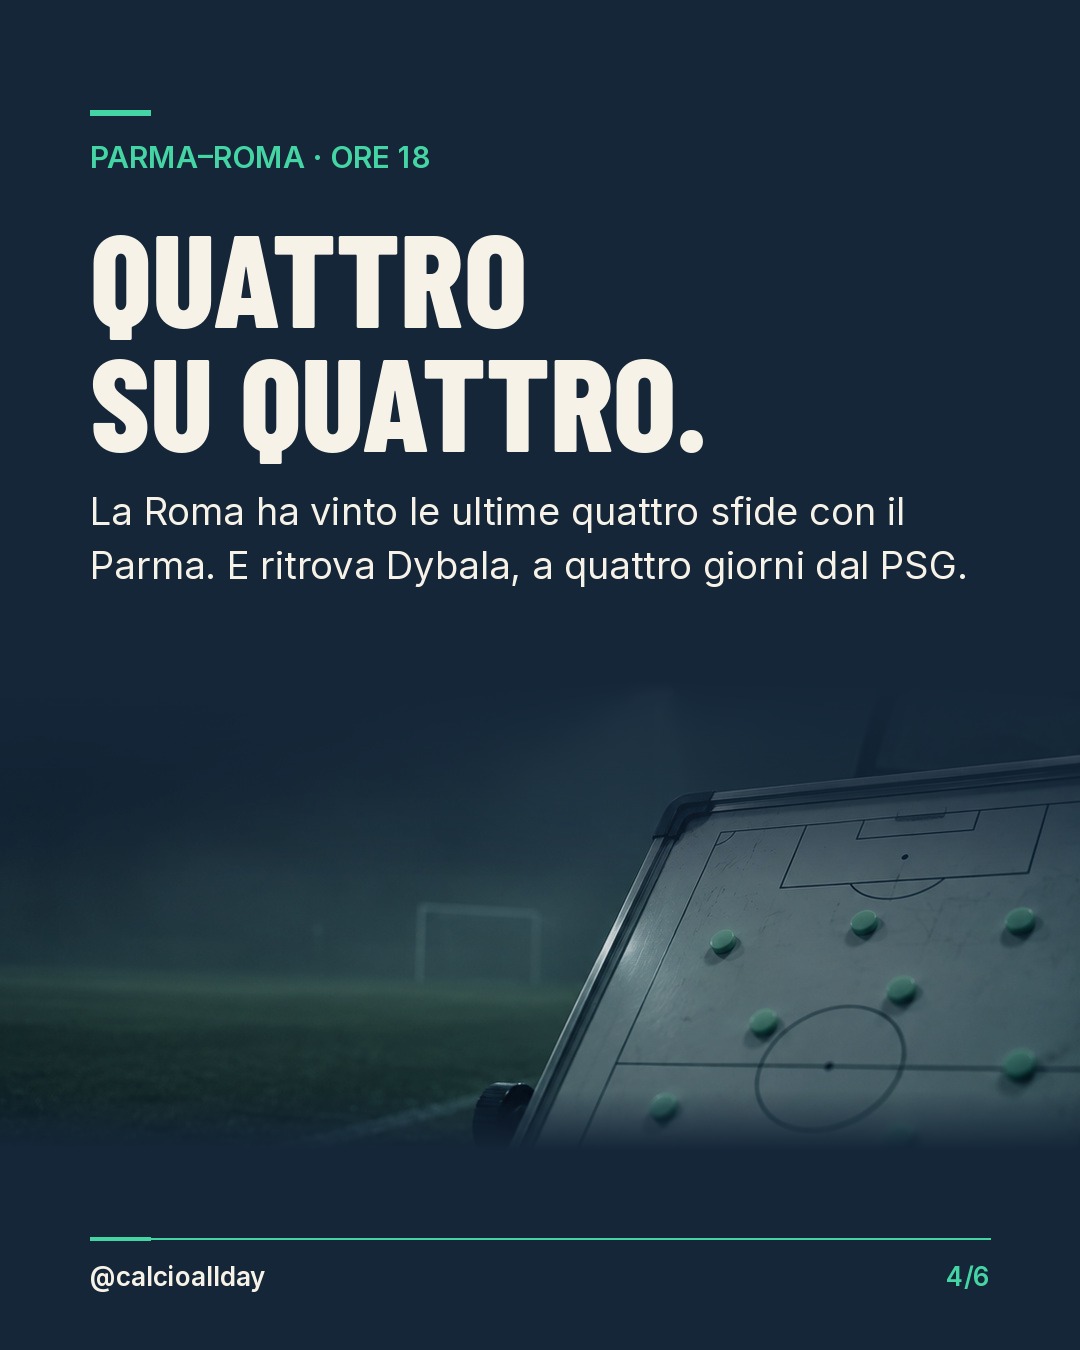 PARMA–ROMA · ORE 18
QUATTRO
SU QUATTRO.
La Roma ha vinto le ultime quattro sfide con il
Parma. E ritrova Dybala, a quattro giorni dal PSG.
@calcioallday
4/6